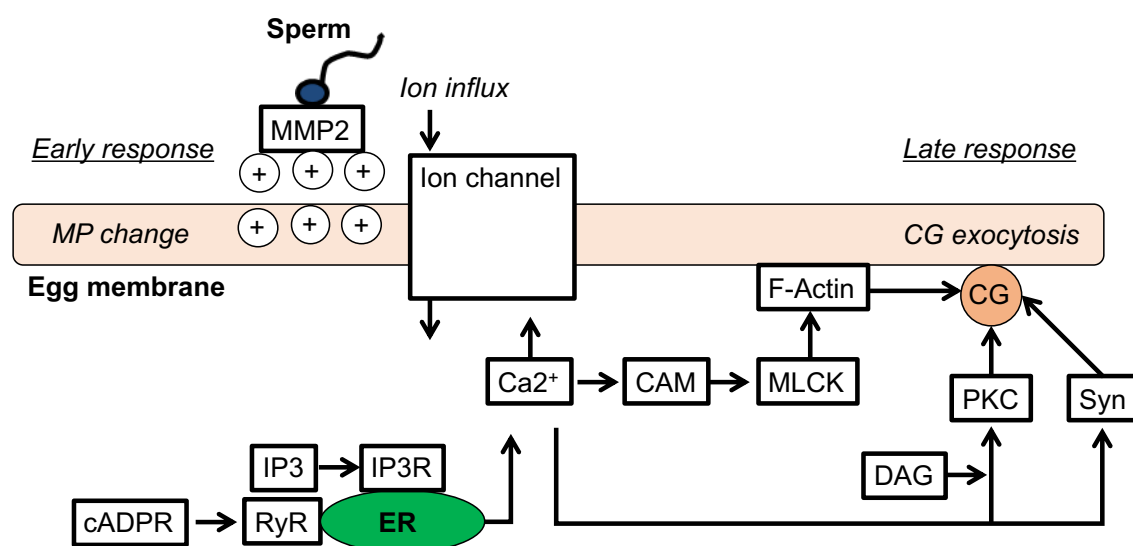 Sperm
Ion influx
MMP2
Early response
Late response
+ + +
Ion channel
+ + +
MP change
CG exocytosis
Egg membrane
F-Actin
CG
Ca2⁺
CAM
MLCK
PKC
Syn
IP3
IP3R
DAG
cADPR
RyR
ER